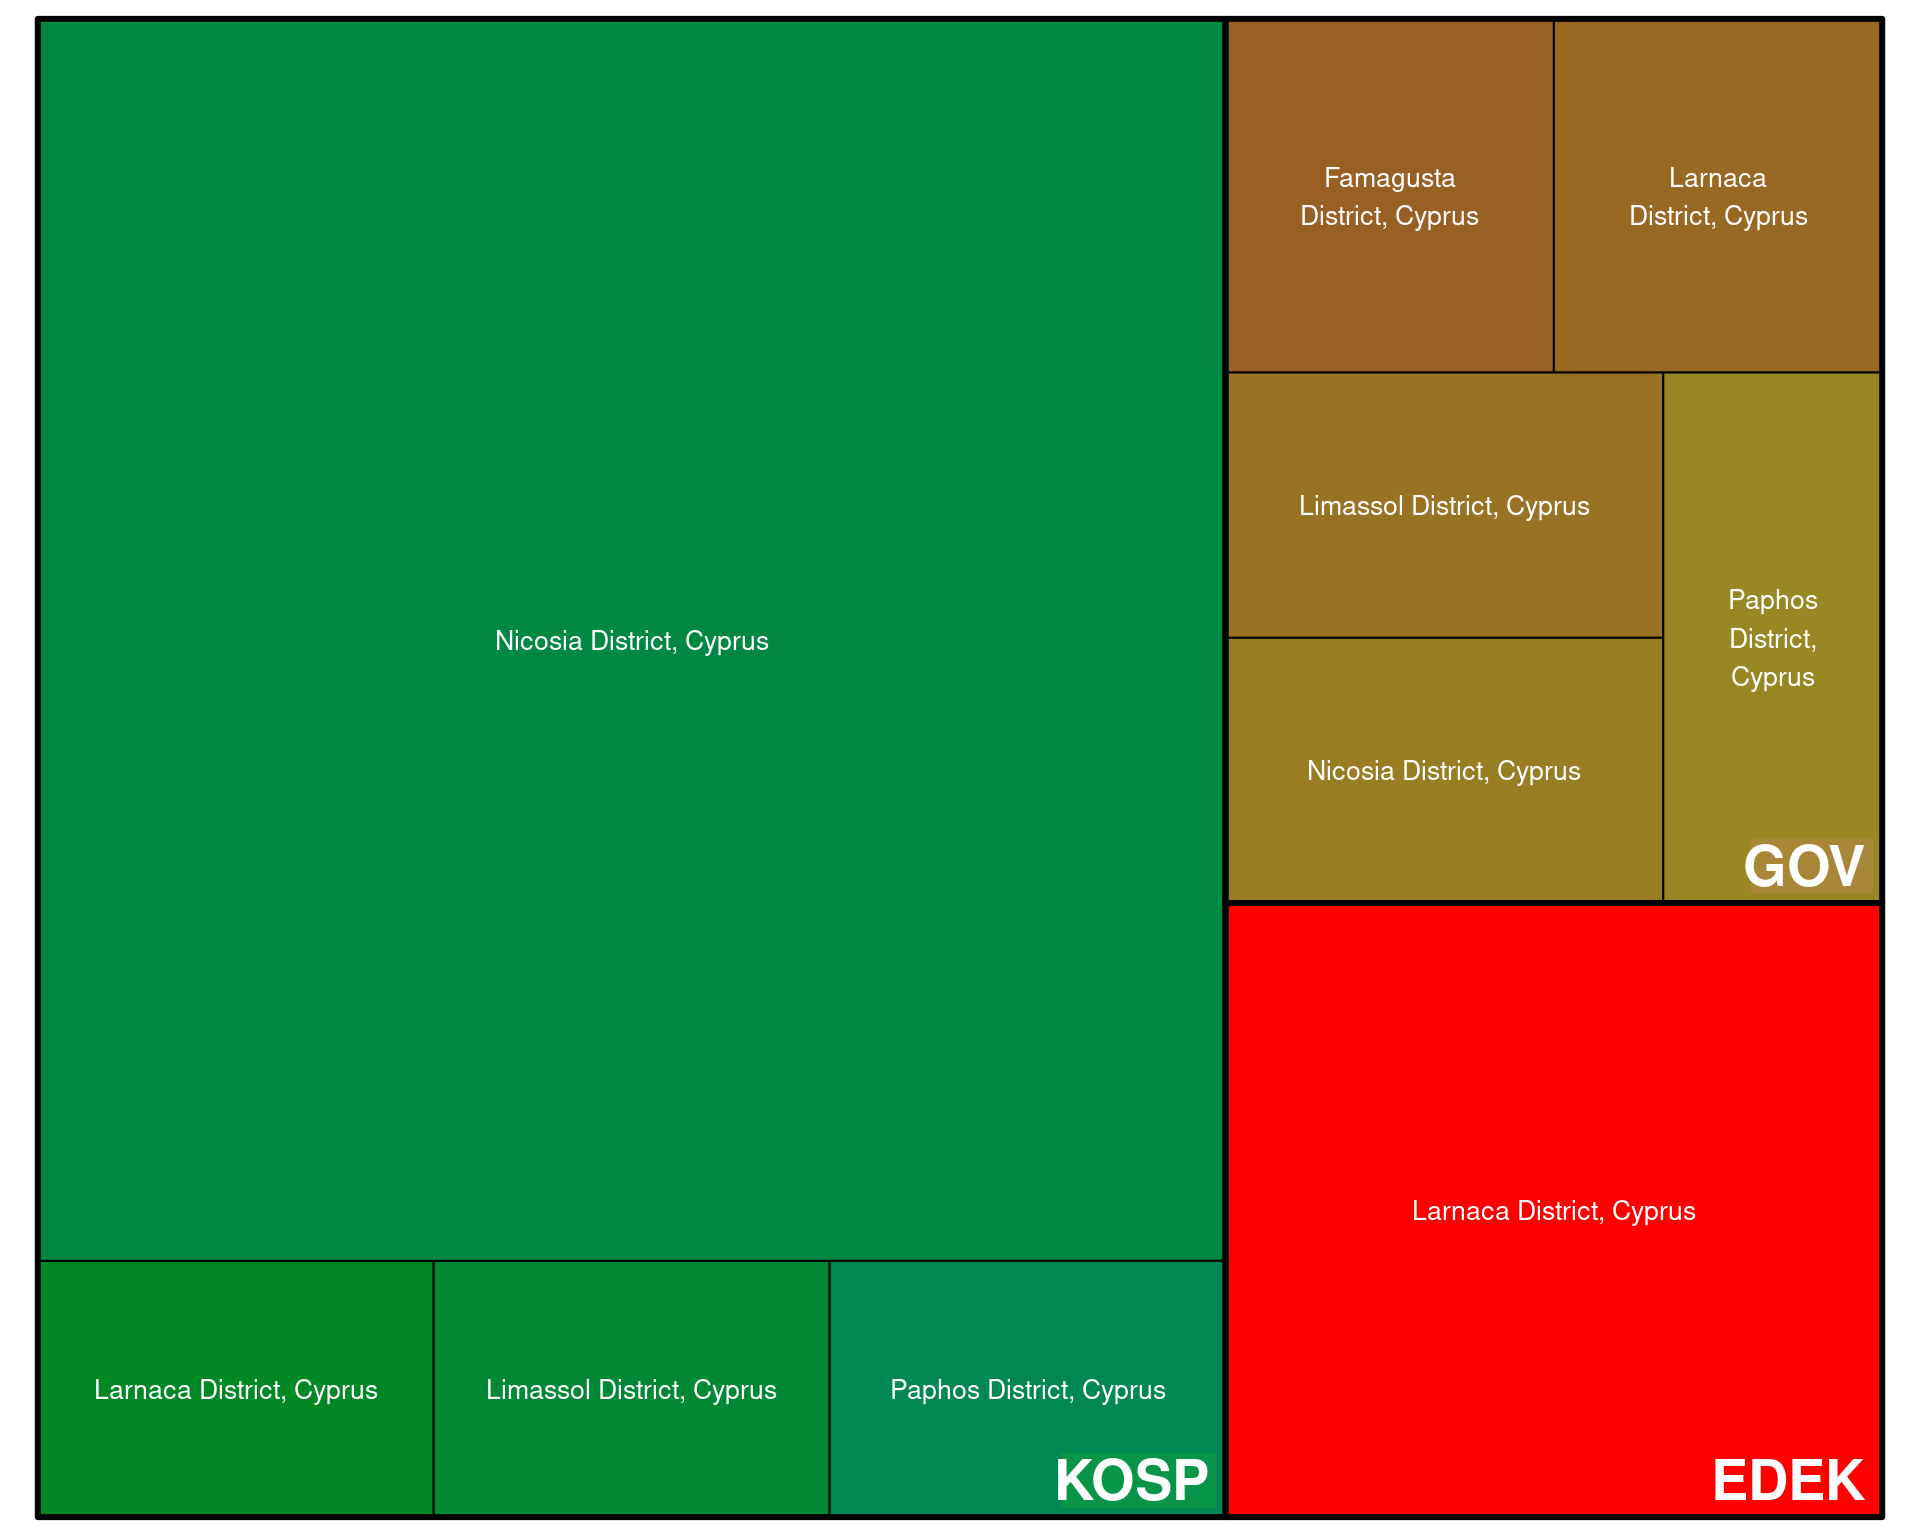 Nicosia District, Cyprus
Larnaca District, Cyprus
Limassol District, Cyprus
Paphos District, Cyprus
KOSP
Famagusta
District, Cyprus
Larnaca
District, Cyprus
Limassol District, Cyprus
Nicosia District, Cyprus
Paphos
District,
Cyprus
GOV
Larnaca District, Cyprus
EDEK